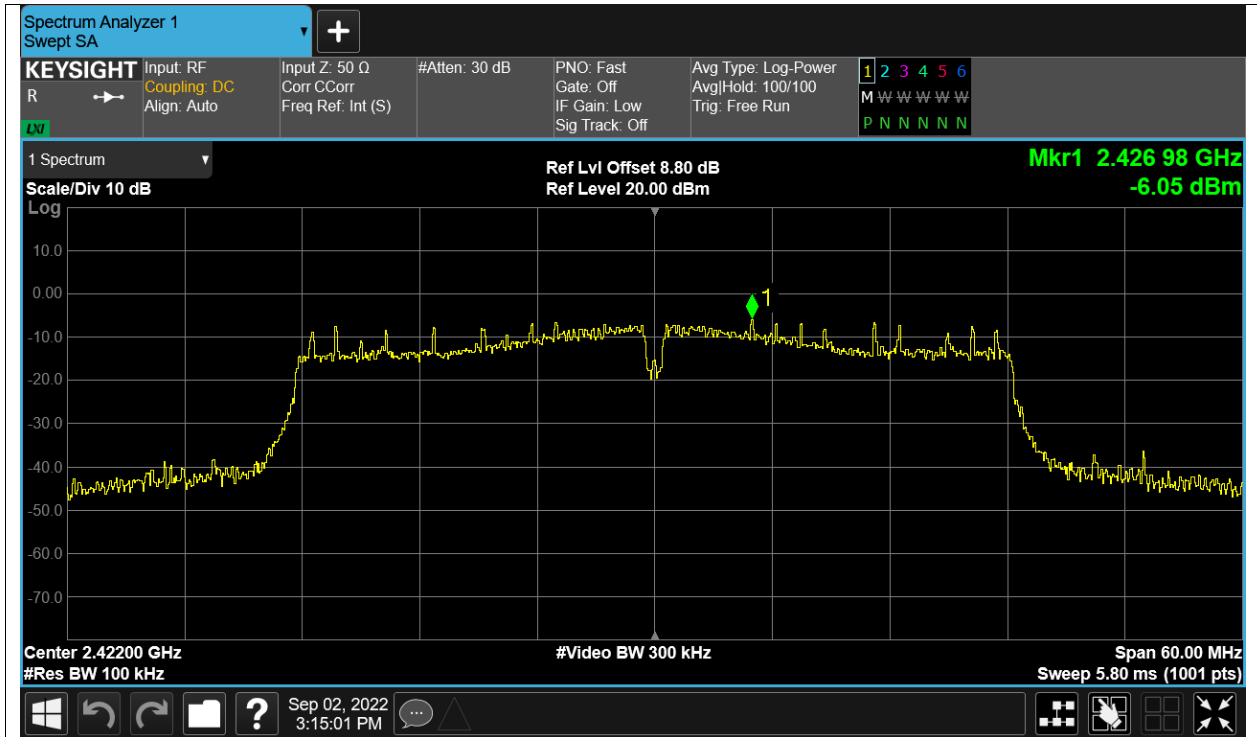 Spectrum Analyzer 1
Swept SA
+
KEYSIGHT
R
LXI
Input: RF
Coupling: DC
Align: Auto
Input Z: 50 Ω
Corr CCorr
Freq Ref: Int (S)
#Atten: 30 dB
PNO: Fast
Gate: Off
IF Gain: Low
Sig Track: Off
Avg Type: Log-Power
Avg|Hold: 100/100
Trig: Free Run
1 2 3 4 5 6
M W W W W W
P N N N N N
1 Spectrum
Scale/Div 10 dB
Log
Ref Lvl Offset 8.80 dB
Ref Level 20.00 dBm
Mkr1 2.426 98 GHz
-6.05 dBm
10.0
0.00
-10.0
-20.0
-30.0
-40.0
-50.0
-60.0
-70.0
1
Center 2.42200 GHz
#Res BW 100 kHz
#Video BW 300 kHz
Span 60.00 MHz
Sweep 5.80 ms (1001 pts)
?
Sep 02, 2022
3:15:01 PM